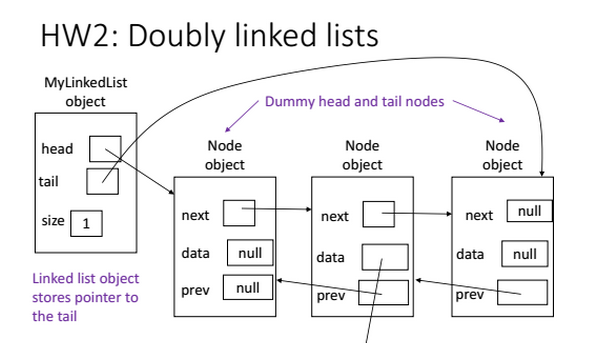 HW2: Doubly linked lists
MyLinkedList
object
head
tail
size 1
Linked list object
stores pointer to
the tail
Dummy head and tail nodes
Node
object
next
data null
prev null
Node
object
next
data
prev
Node
object
next null
data null
prev